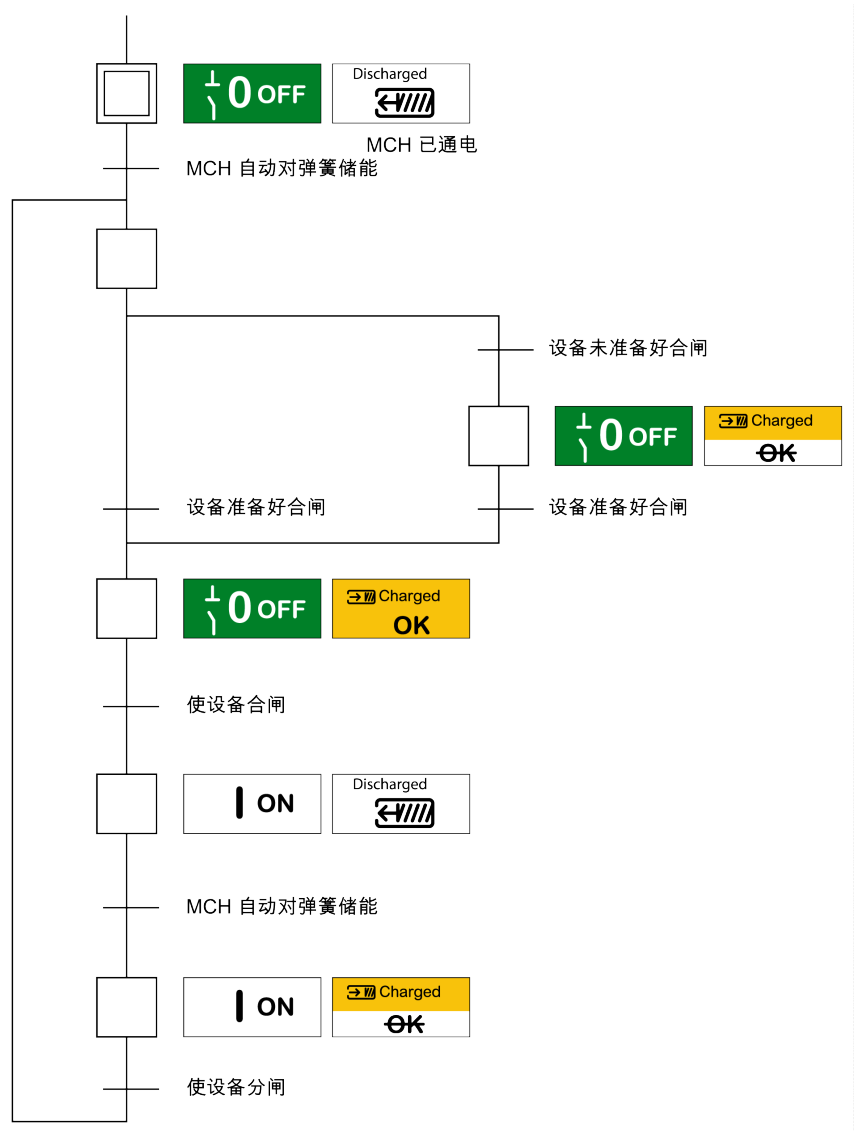 0 OFF
Discharged
MCH 已通电
MCH 自动对弹簧储能
设备未准备好合闸
0 OFF
Charged
OK
设备准备好合闸
设备准备好合闸
0 OFF
Charged
OK
使设备合闸
I ON
Discharged
MCH 自动对弹簧储能
I ON
Charged
OK
使设备分闸